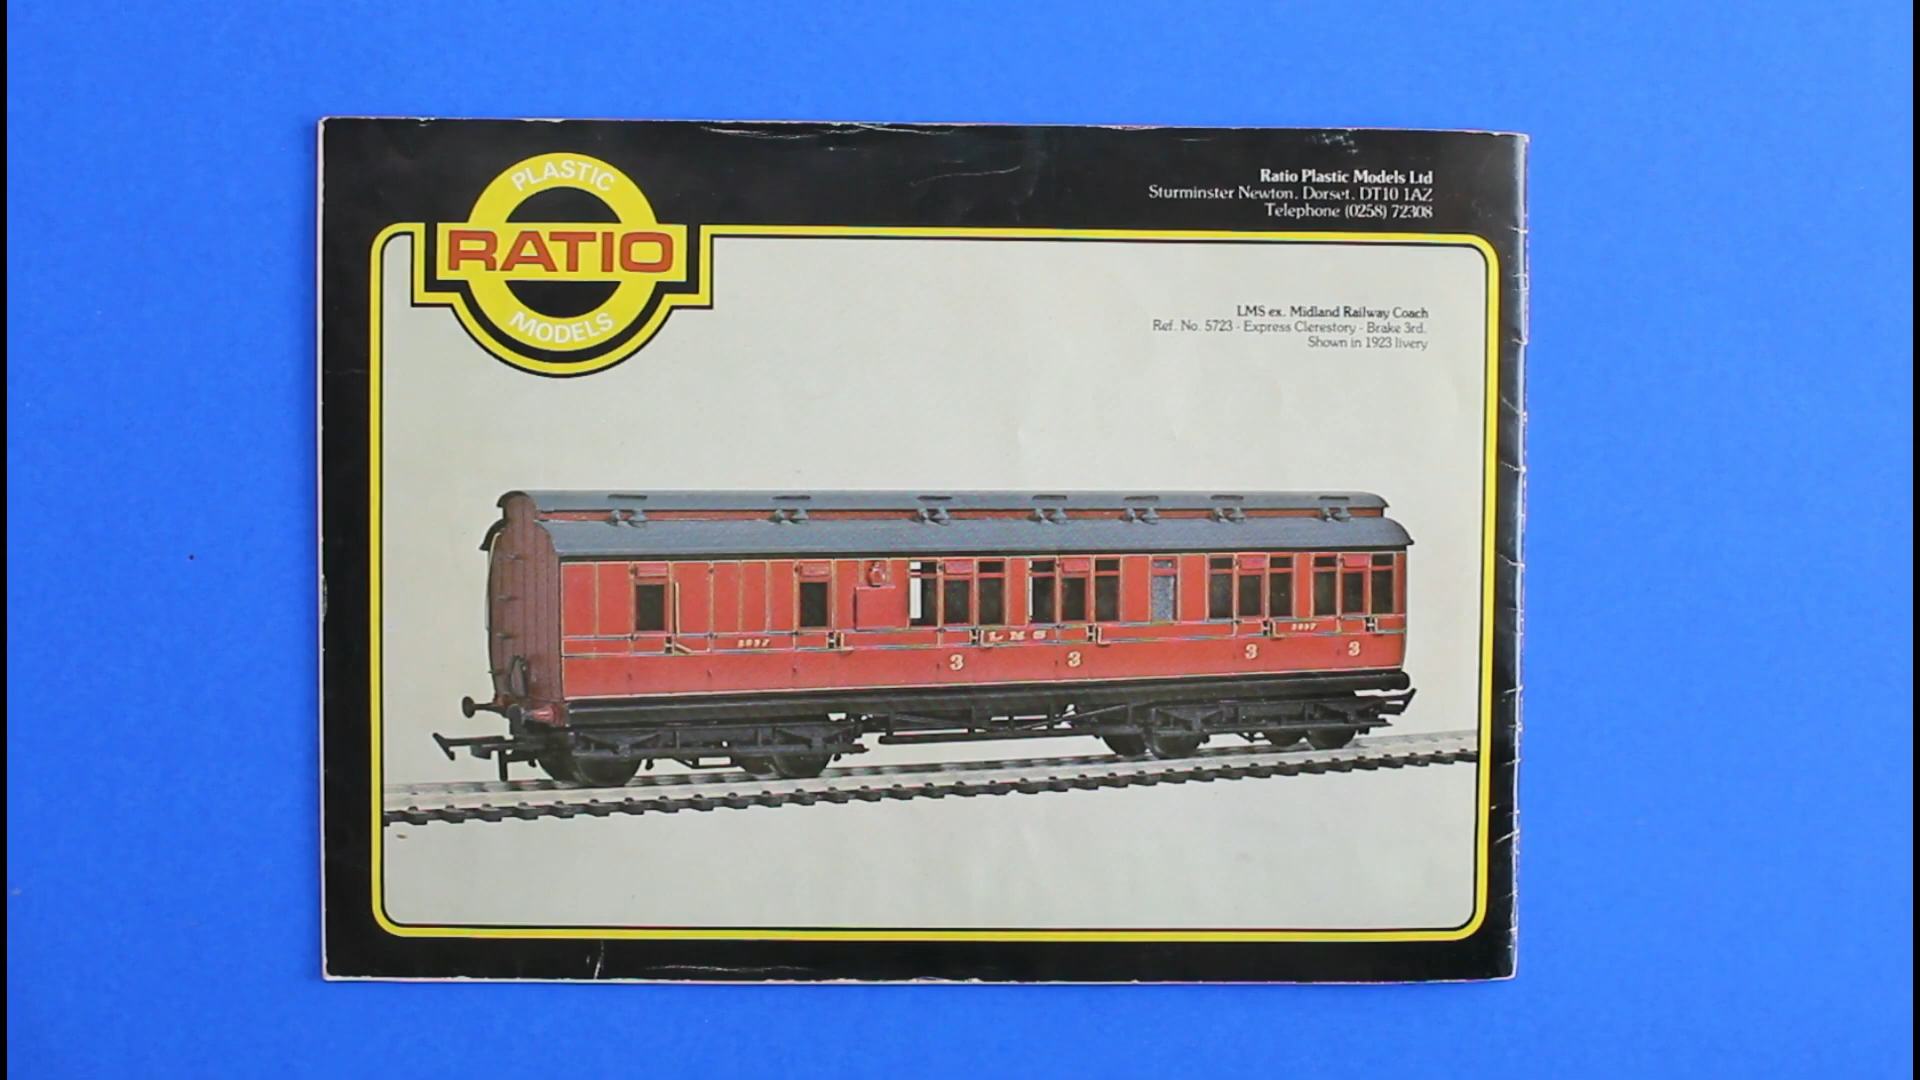 PLASTIC
RATIO
MODELS
Ratio Plastic Models Ltd
Sturminster Newton, Dorset, DT10 1AZ
Telephone (0258) 72308
LMS ex. Midland Railway Coach
Ref. No. 5723 - Express Clerestory - Brake 3rd.
Shown in 1923 livery
LMS
3 3 3 3